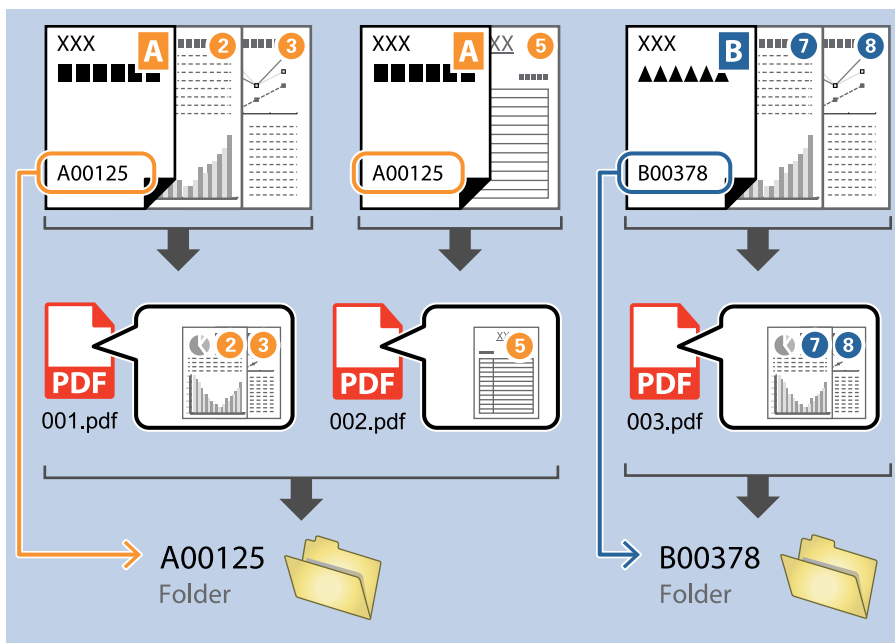 XXX
A
2
3
A00125
XXX
A
XX
5
A00125
XXX
B
7
8
B00378
PDF
2
3
001.pdf
PDF
XY
5
002.pdf
PDF
7
8
003.pdf
A00125
Folder
B00378
Folder